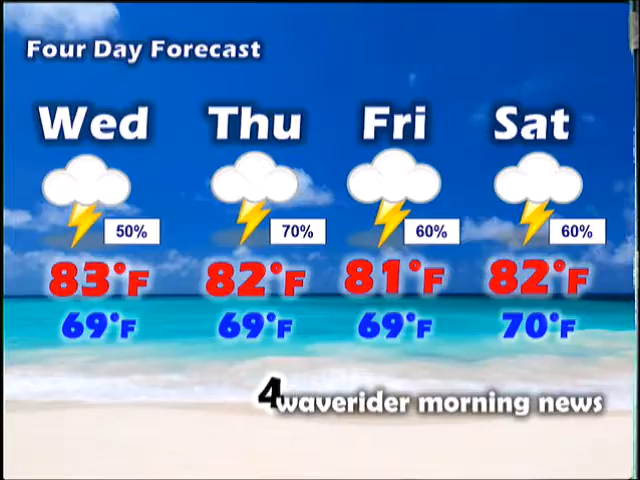 Four Day Forecast
Wed Thu Fri Sat
50% 70% 60% 60%
83°F 82°F 81°F 82°F
69°F 69°F 69°F 70°F
4waverider morning news